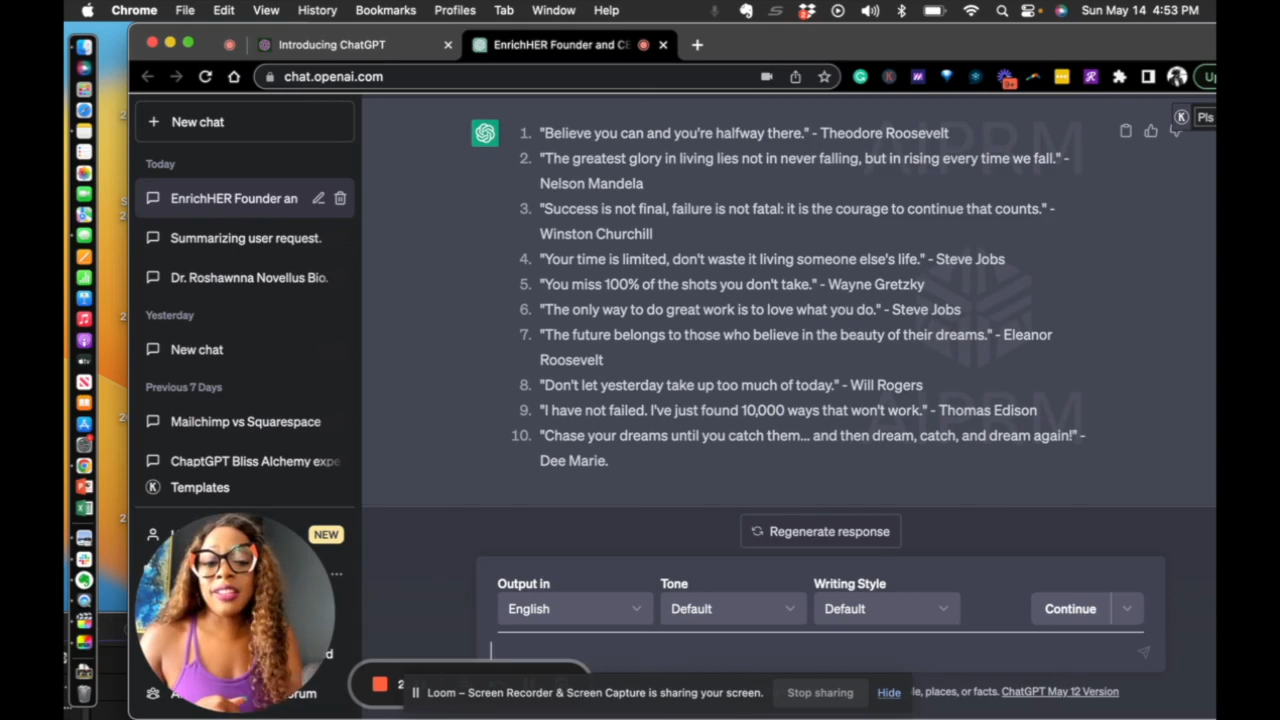 Chrome File Edit View History Bookmarks Profiles Tab Window Help
Sun May 14 4:53 PM
Introducing ChatGPT
EnrichHER Founder and CE
chat.openai.com
9+
Up
New chat
Pls
Today
EnrichHER Founder an
Summarizing user request.
Dr. Roshawnna Novellus Bio.
Yesterday
New chat
Previous 7 Days
Mailchimp vs Squarespace
ChaptGPT Bliss Alchemy expe
Templates
NEW
AIPRM
1. "Believe you can and you're halfway there." - Theodore Roosevelt
2. "The greatest glory in living lies not in never falling, but in rising every time we fall." -
Nelson Mandela
3. "Success is not final, failure is not fatal: it is the courage to continue that counts." -
Winston Churchill
4. "Your time is limited, don't waste it living someone else's life." - Steve Jobs
5. "You miss 100% of the shots you don't take." - Wayne Gretzky
6. "The only way to do great work is to love what you do." - Steve Jobs
7. "The future belongs to those who believe in the beauty of their dreams." - Eleanor
Roosevelt
8. "Don't let yesterday take up too much of today." - Will Rogers
9. "I have not failed. I've just found 10,000 ways that won't work." - Thomas Edison
10. "Chase your dreams until you catch them... and then dream, catch, and dream again!" -
Dee Marie.
AIPRM
Regenerate response
Output in Tone Writing Style
English Default Default Continue
Loom – Screen Recorder & Screen Capture is sharing your screen. Stop sharing Hide
le, places, or facts. ChatGPT May 12 Version
orum